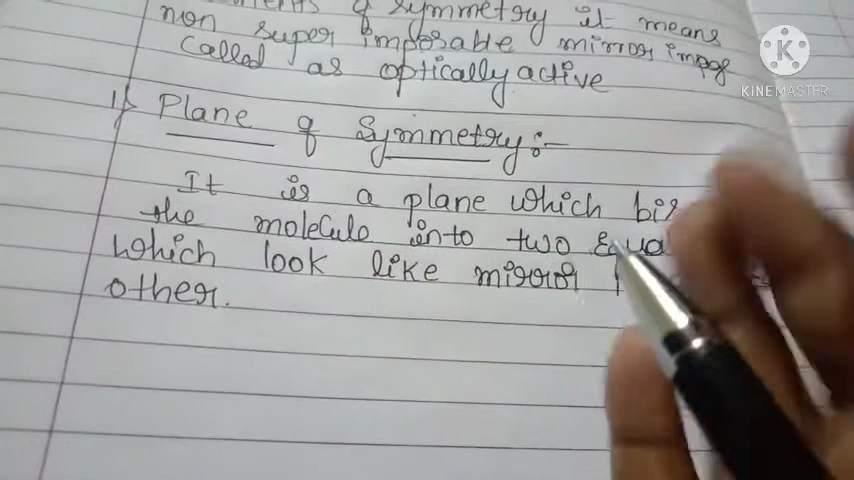 of symmetry it means
non super imposable mirror image
called as optically active
1) Plane of Symmetry :-
It is a plane which
the molecule into two
which look like mirror
other.
KINEMASTER